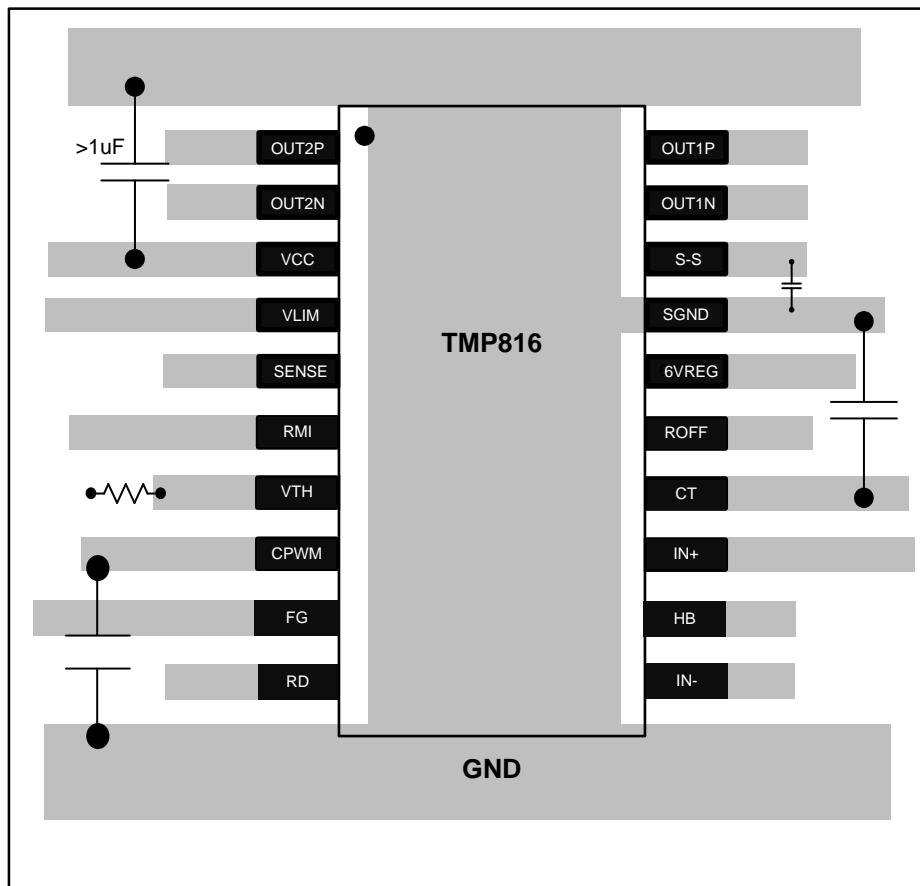 >1uF
OUT2P
OUT1P
OUT2N
OUT1N
VCC
S-S
VLIM
SGND
TMP816
SENSE
6VREG
RMI
ROFF
VTH
CT
CPWM
IN+
FG
HB
RD
IN-
GND